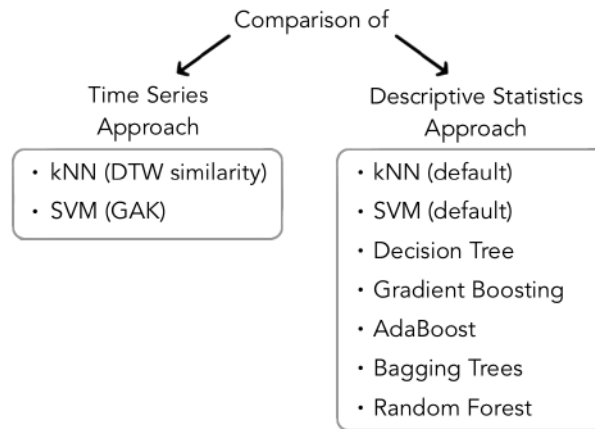 Comparison of
Time Series
Approach
• kNN (DTW similarity)
• SVM (GAK)
Descriptive Statistics
Approach
• kNN (default)
• SVM (default)
• Decision Tree
• Gradient Boosting
• AdaBoost
• Bagging Trees
• Random Forest